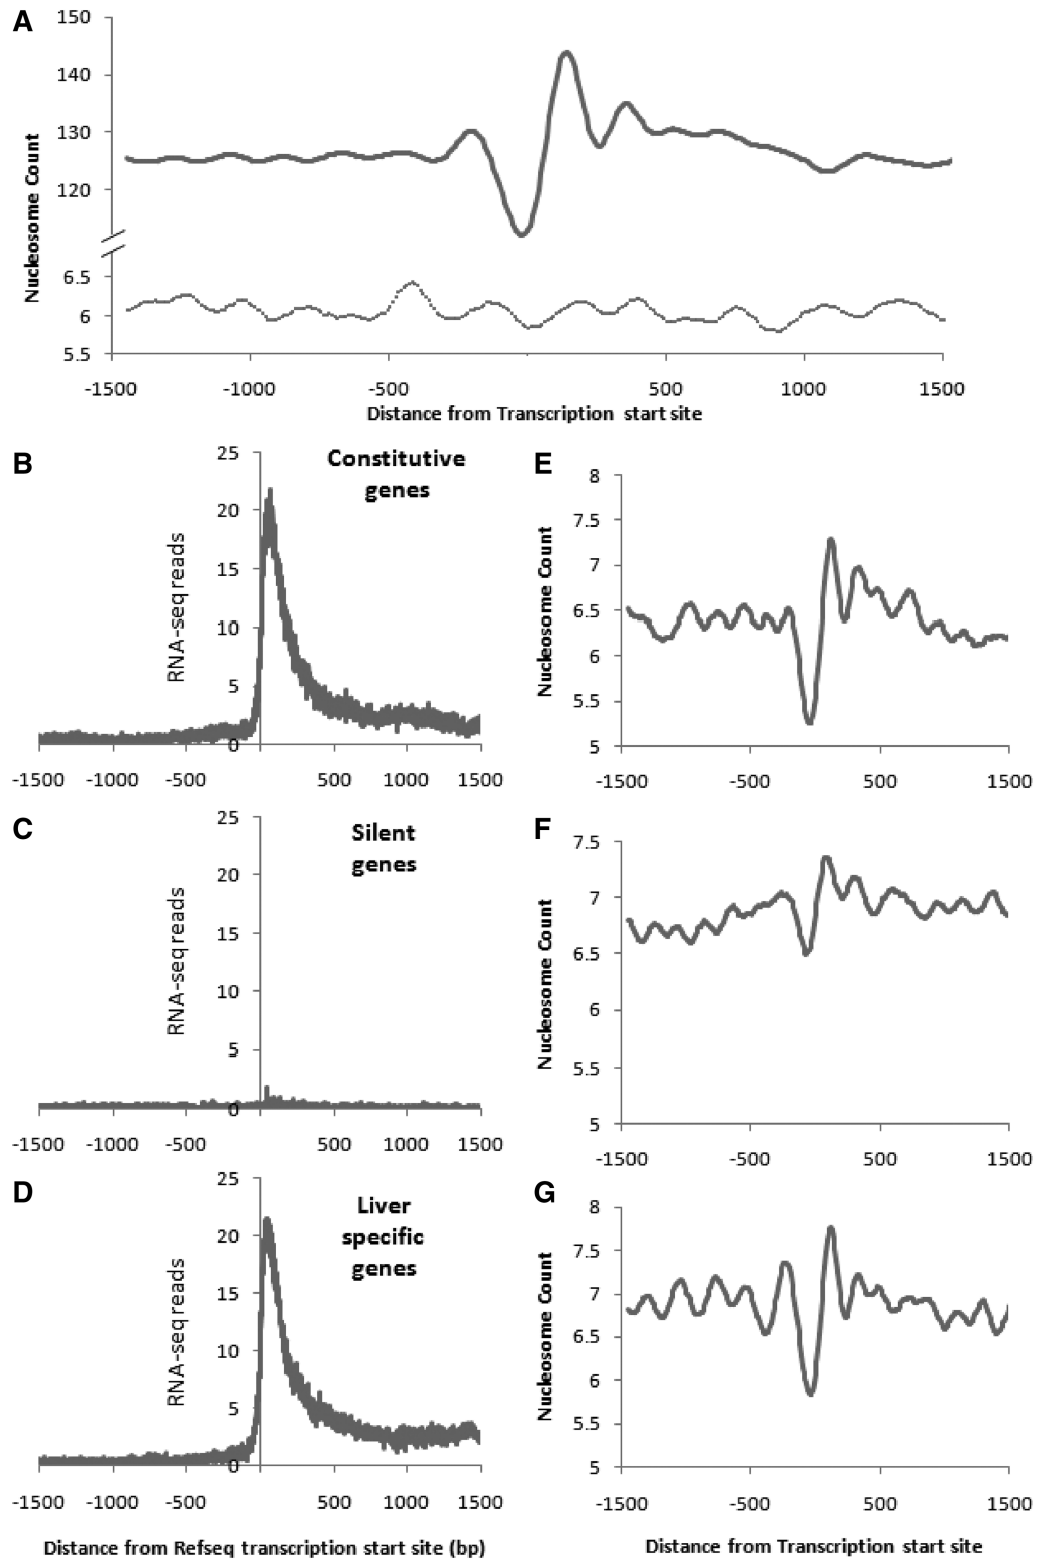 A
150
140
130
120
6.5
6
5.5
Nucleosome Count
-1500 -1000 -500 500 1000 1500
Distance from Transcription start site
B
Constitutive
genes
25
20
15
10
5
0
RNA-seq reads
-1500 -1000 -500 500 1000 1500
E
8
7.5
7
6.5
6
5.5
5
Nucleosome Count
-1500 -500 500 1500
C
Silent
genes
25
20
15
10
5
0
RNA-seq reads
-1500 -1000 -500 500 1000 1500
F
7.5
7
6.5
6
5.5
5
Nucleosome Count
-1500 -500 500 1500
D
Liver
specific
genes
25
20
15
10
5
0
RNA-seq reads
-1500 -1000 -500 500 1000 1500
Distance from Refseq transcription start site (bp)
G
8
7.5
7
6.5
6
5.5
5
Nucleosome Count
-1500 -500 500 1500
Distance from Transcription start site